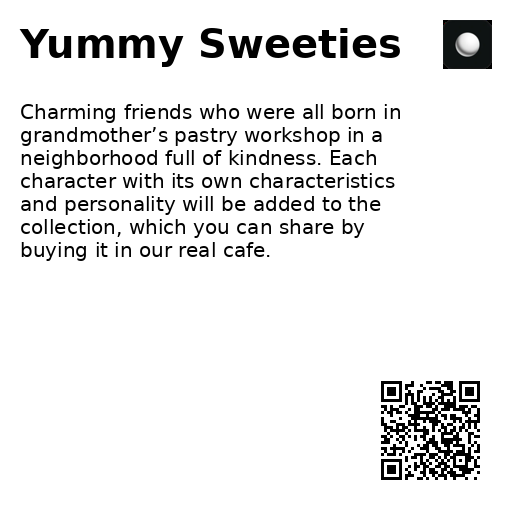 Yummy Sweeties
Charming friends who were all born in
grandmother’s pastry workshop in a
neighborhood full of kindness. Each
character with its own characteristics
and personality will be added to the
collection, which you can share by
buying it in our real cafe.